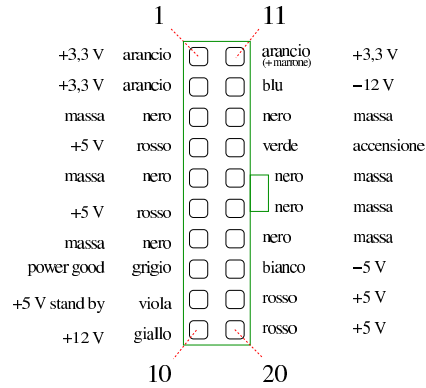 1 11
+3,3 V arancio arancio +3,3 V
(+ marrone)
+3,3 V arancio blu −12 V
massa nero nero massa
+5 V rosso verde accensione
massa nero nero massa
+5 V rosso nero massa
massa nero nero massa
power good grigio bianco −5 V
+5 V stand by viola rosso +5 V
+12 V giallo rosso +5 V
10 20